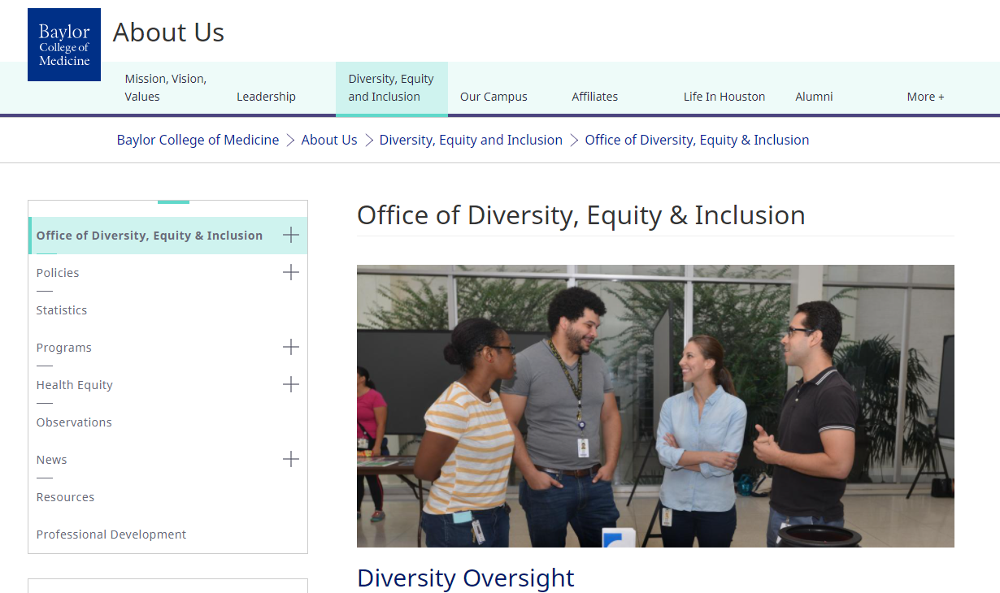 Baylor
College of
Medicine
About Us
Mission, Vision,
Values
Leadership
Diversity, Equity
and Inclusion
Our Campus
Affiliates
Life In Houston
Alumni
More +
Baylor College of Medicine
About Us
Diversity, Equity and Inclusion
Office of Diversity, Equity & Inclusion
Office of Diversity, Equity & Inclusion
Policies
Statistics
Programs
Health Equity
Observations
News
Resources
Professional Development
Office of Diversity, Equity & Inclusion
Diversity Oversight